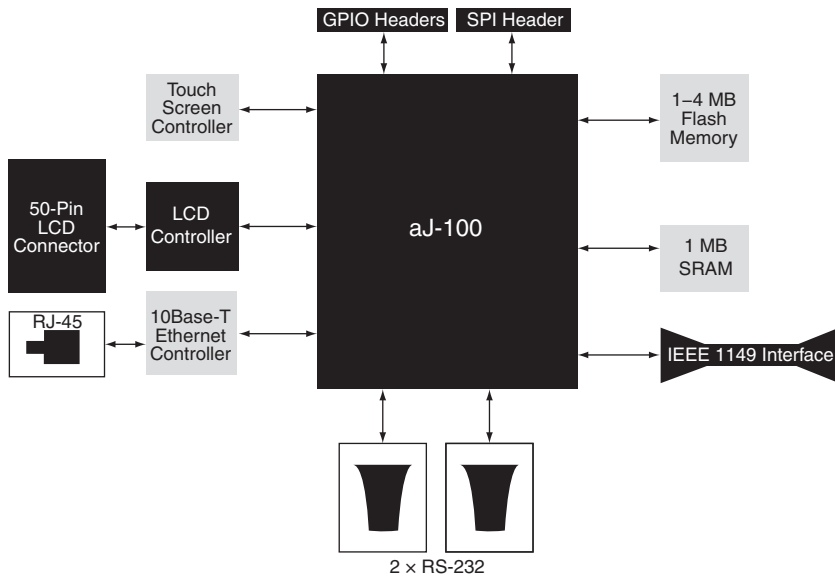 GPIO Headers
SPI Header
Touch
Screen
Controller
1–4 MB
Flash
Memory
50-Pin
LCD
Connector
LCD
Controller
aJ-100
1 MB
SRAM
RJ-45
10Base-T
Ethernet
Controller
IEEE 1149 Interface
2 × RS-232